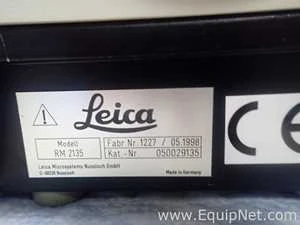 Leica
Modell
RM 2135
Fabr. Nr. 1227 / 05.1998
Kat.-Nr. 050029135
Leica Microsystems Nussloch GmbH
D-69226 Nussloch
Made in Germany
CE
www.EquipNet.com